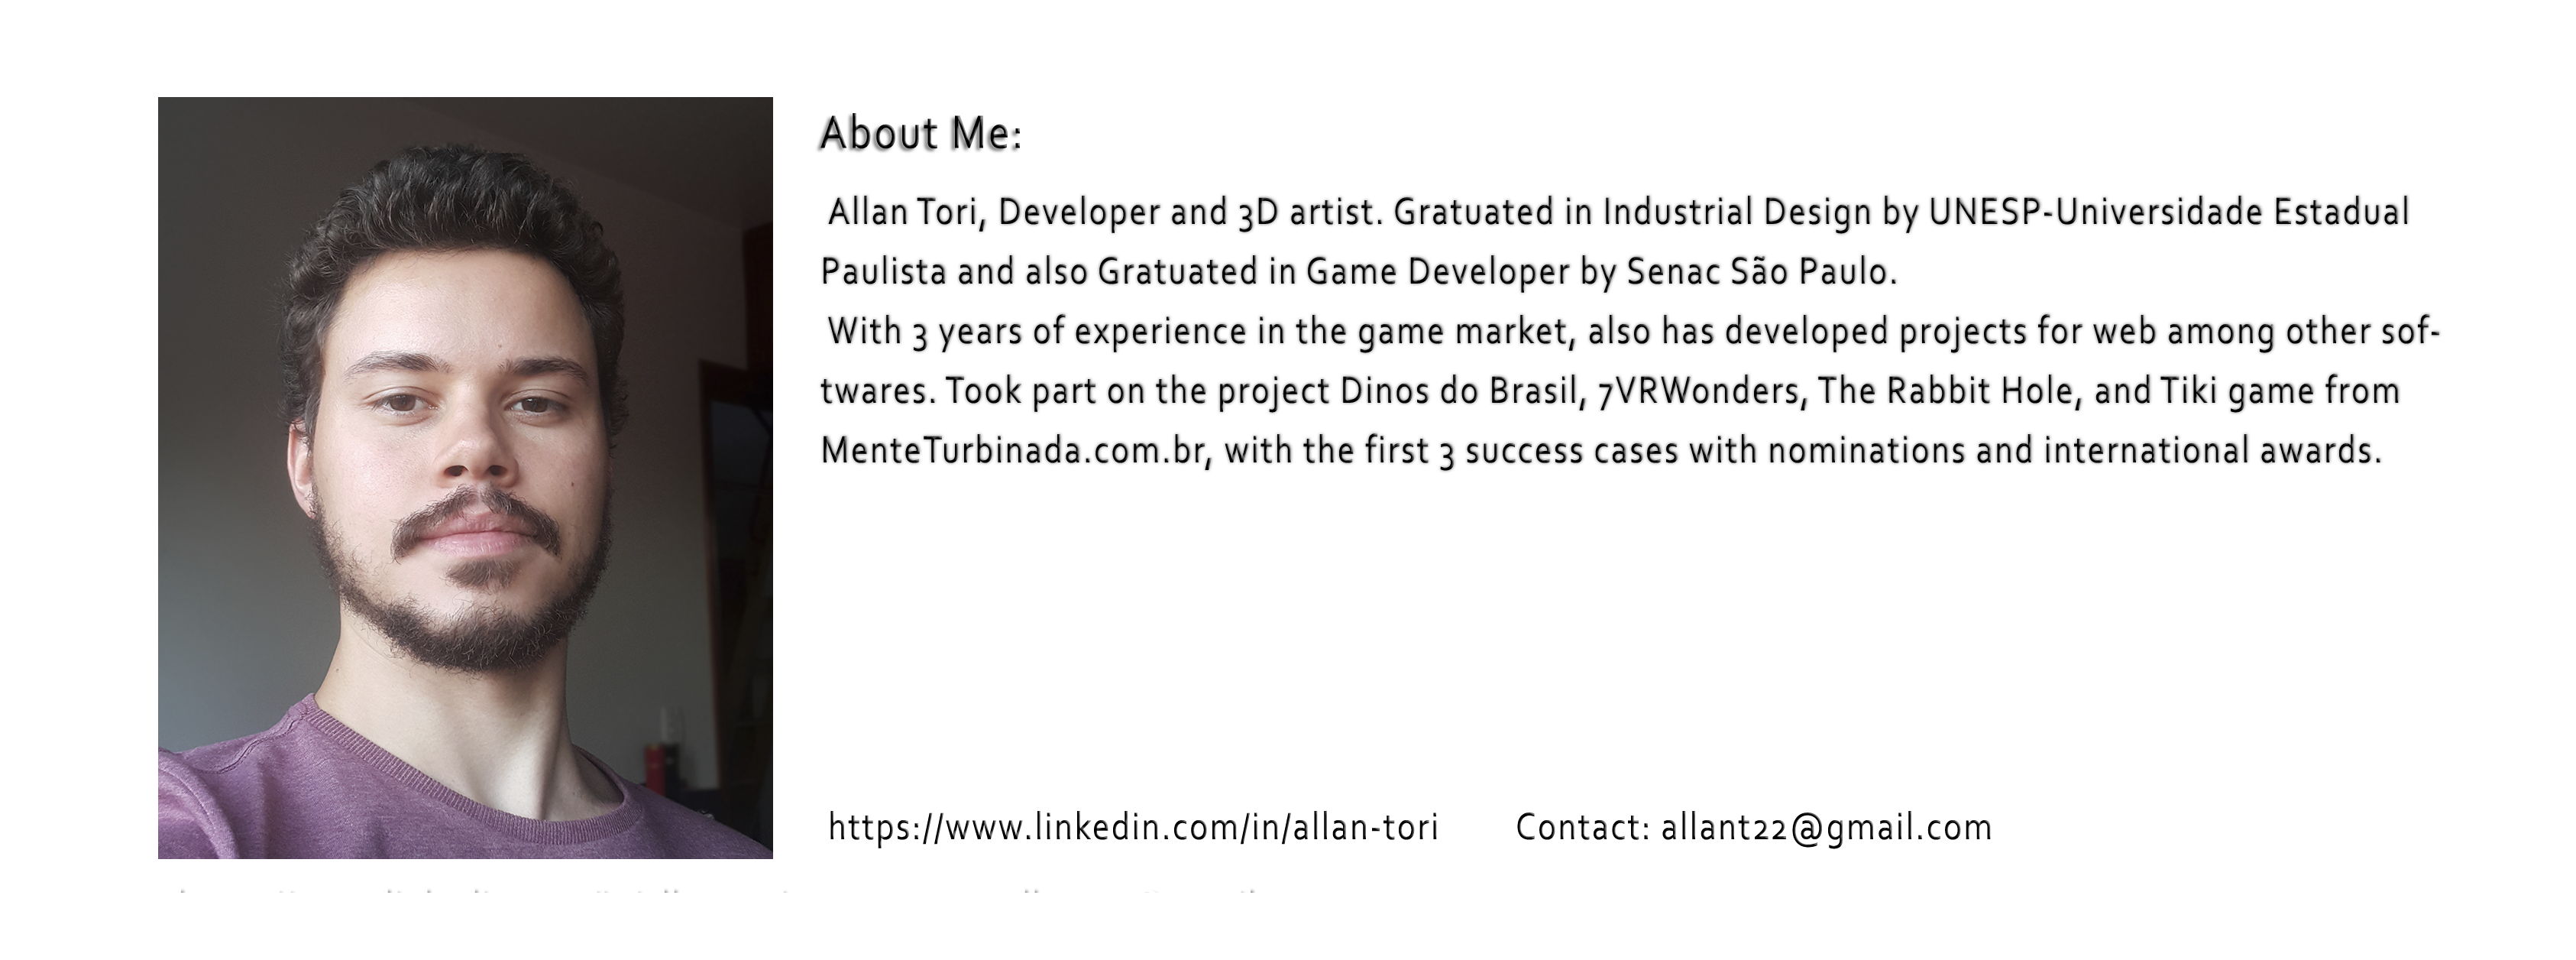 About Me:
Allan Tori, Developer and 3D artist. Gratuated in Industrial Design by UNESP-Universidade Estadual
Paulista and also Gratuated in Game Developer by Senac São Paulo.
With 3 years of experience in the game market, also has developed projects for web among other sof-
twares. Took part on the project Dinos do Brasil, 7VRWonders, The Rabbit Hole, and Tiki game from
MenteTurbinada.com.br, with the first 3 success cases with nominations and international awards.
https://www.linkedin.com/in/allan-tori Contact: allant22@gmail.com